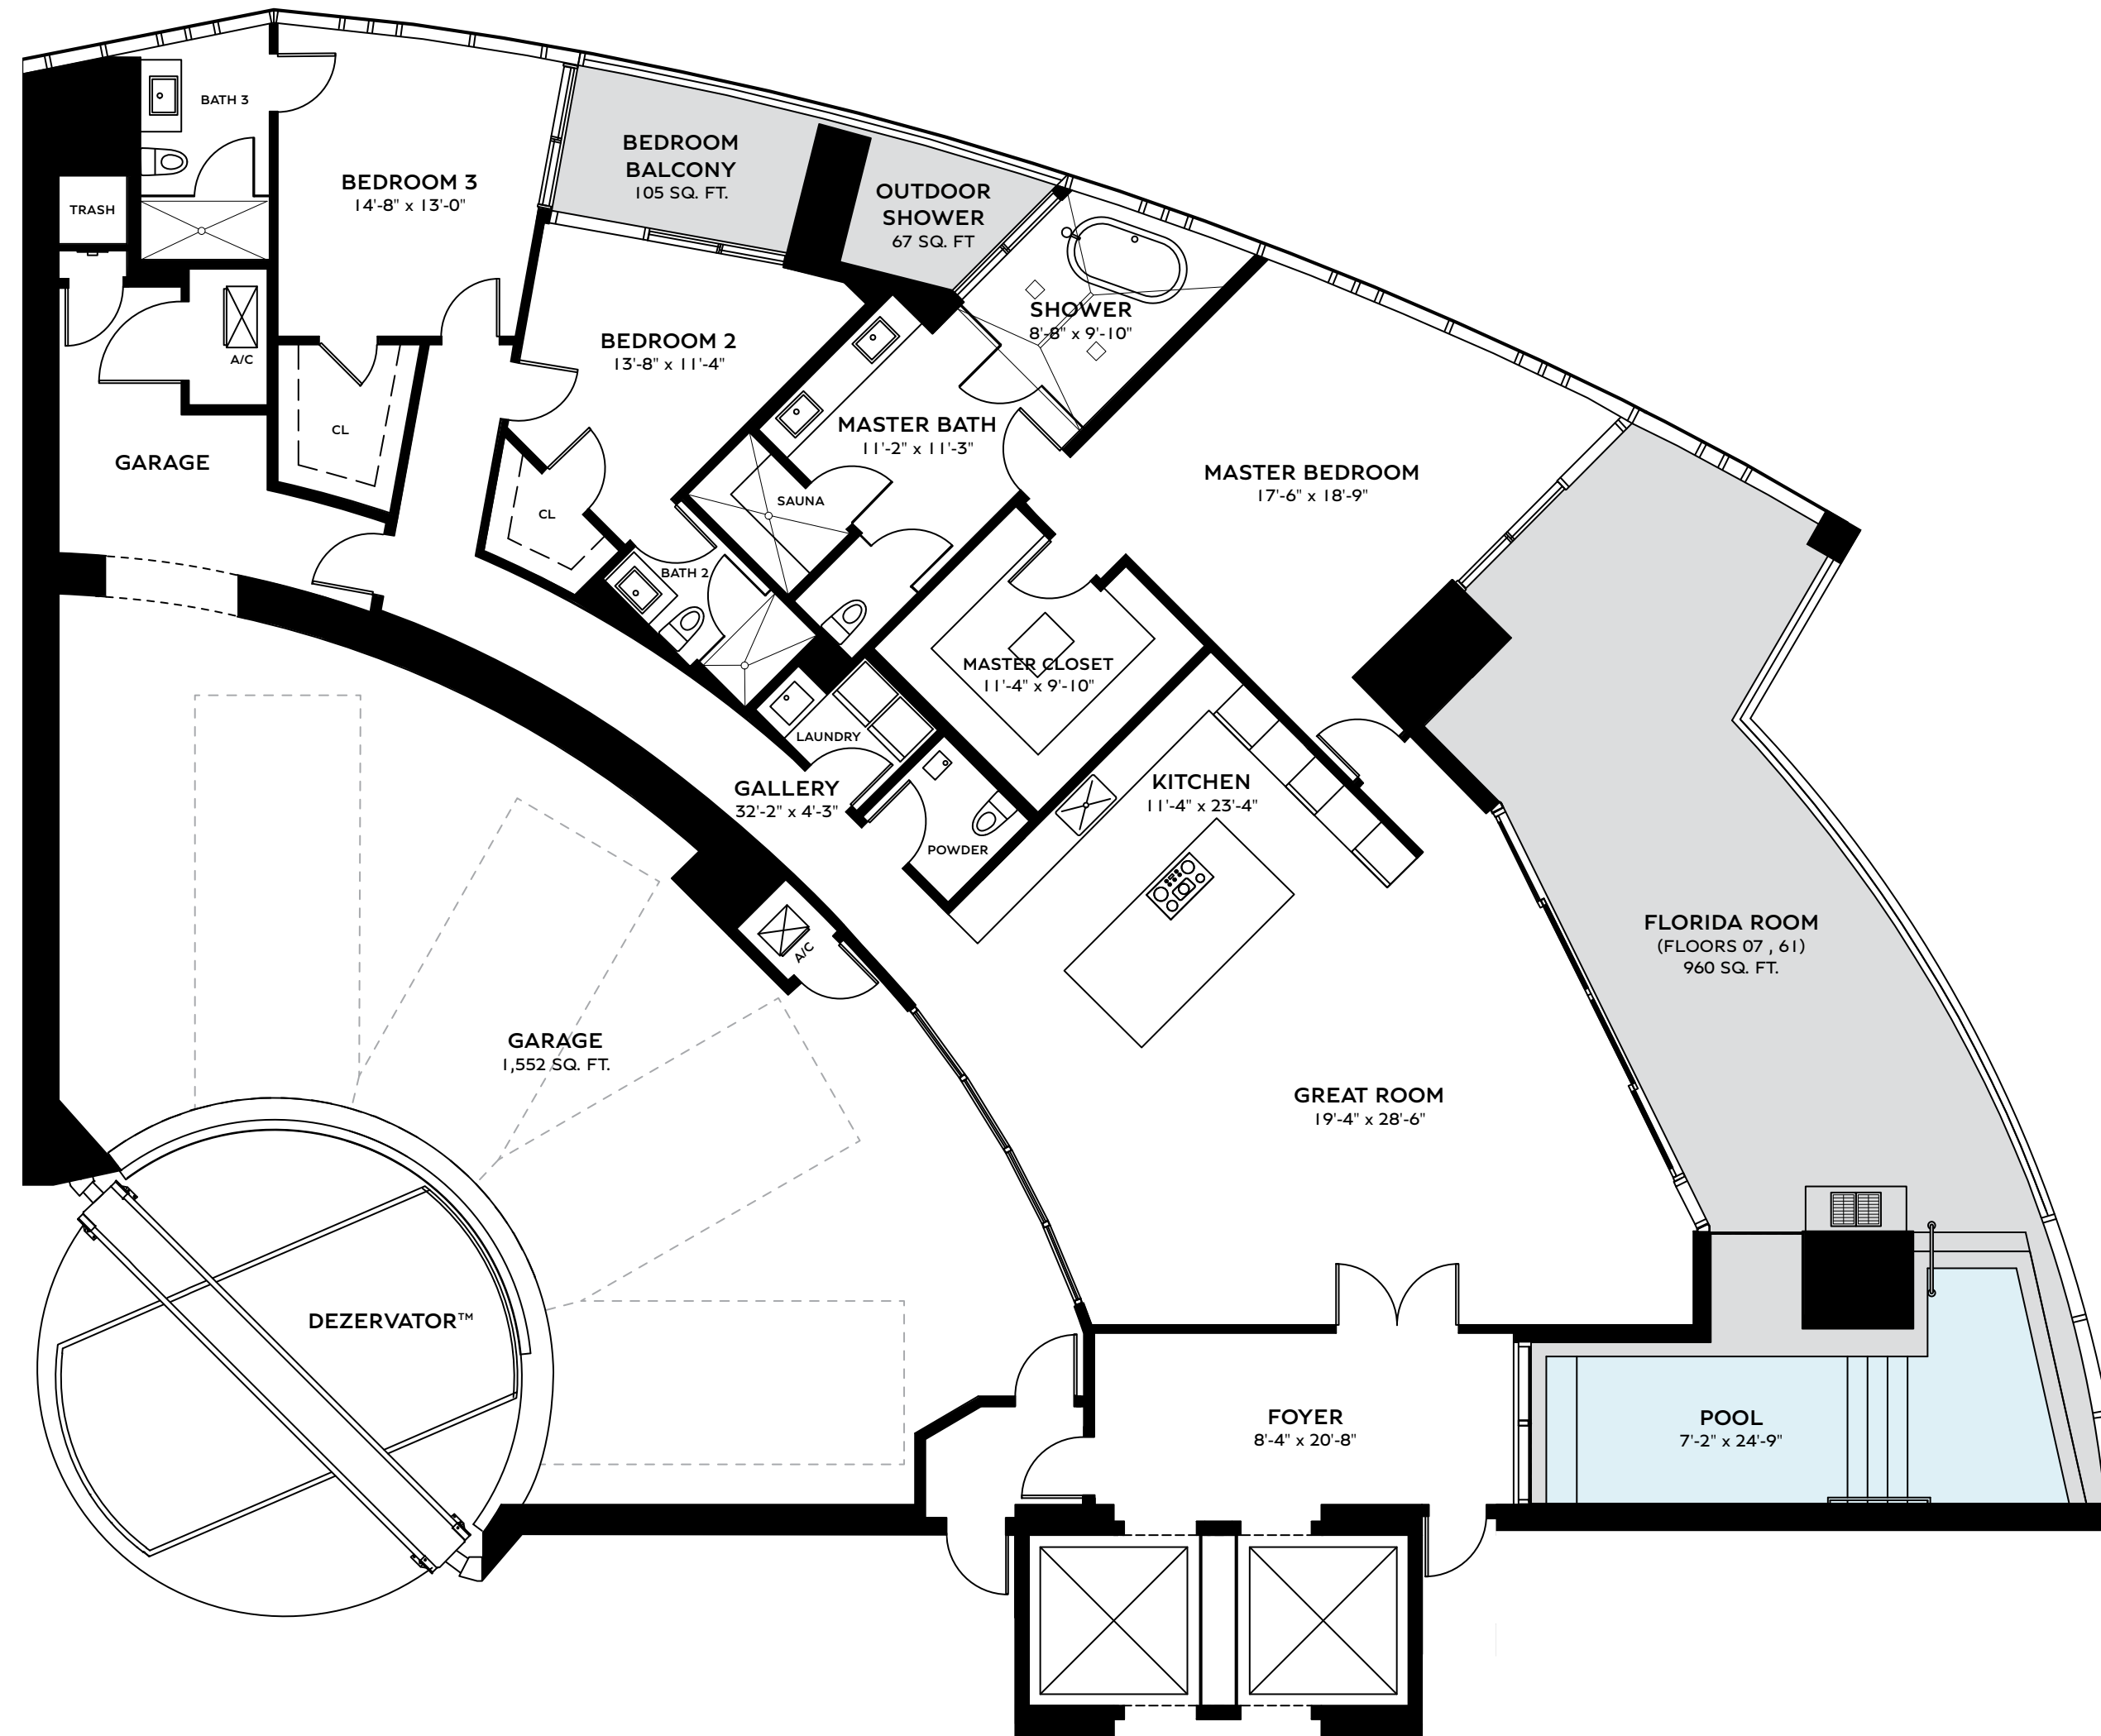 BATH 3
BEDROOM 3
14'-8" x 13'-0"
BEDROOM
BALCONY
105 SQ. FT.
OUTDOOR
SHOWER
67 SQ. FT
TRASH
A/C
SHOWER
8'-8" x 9'-10"
BEDROOM 2
13'-8" x 11'-4"
MASTER BATH
11'-2" x 11'-3"
CL
GARAGE
MASTER BEDROOM
17'-6" x 18'-9"
SAUNA
CL
BATH 2
MASTER CLOSET
11'-4" x 9'-10"
LAUNDRY
GALLERY
32'-2" x 4'-3"
KITCHEN
11'-4" x 23'-4"
POWDER
FLORIDA ROOM
(FLOORS 07 , 61)
960 SQ. FT.
A/C
GARAGE
1,552 SQ. FT.
GREAT ROOM
19'-4" x 28'-6"
DEZERVATOR™
FOYER
8'-4" x 20'-8"
POOL
7'-2" x 24'-9"